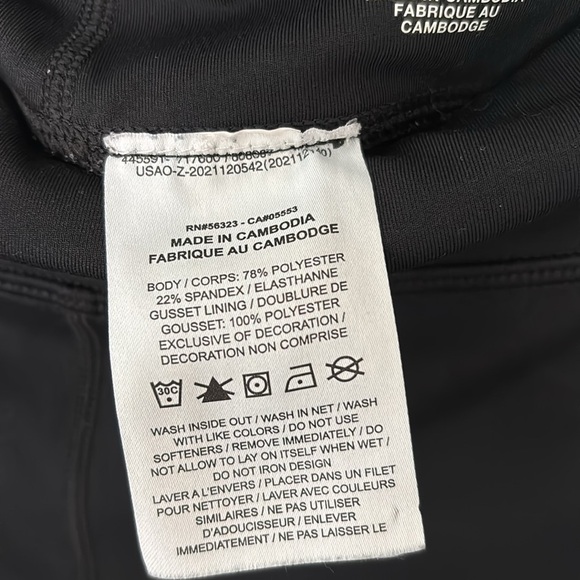 CAMBODIA
FABRIQUE AU
CAMBODGE
USAO-Z-2021120542(202112
RN#56323 - CA#05553
MADE IN CAMBODIA
FABRIQUE AU CAMBODGE
BODY / CORPS: 78% POLYESTER
22% SPANDEX / ELASTHANNE
GUSSET LINING / DOUBLURE DE
GOUSSET: 100% POLYESTER
EXCLUSIVE OF DECORATION /
DECORATION NON COMPRISE
30C
WASH INSIDE OUT / WASH IN NET / WASH
WITH LIKE COLORS / DO NOT USE
SOFTENERS / REMOVE IMMEDIATELY / DO
NOT ALLOW TO LAY ON ITSELF WHEN WET /
DO NOT IRON DESIGN
LAVER A L'ENVERS / PLACER DANS UN FILET
POUR NETTOYER / LAVER AVEC COULEURS
SIMILAIRES / NE PAS UTILISER
D'ADOUCISSEUR / ENLEVER
IMMEDIATEMENT / NE PAS LAISSER LE